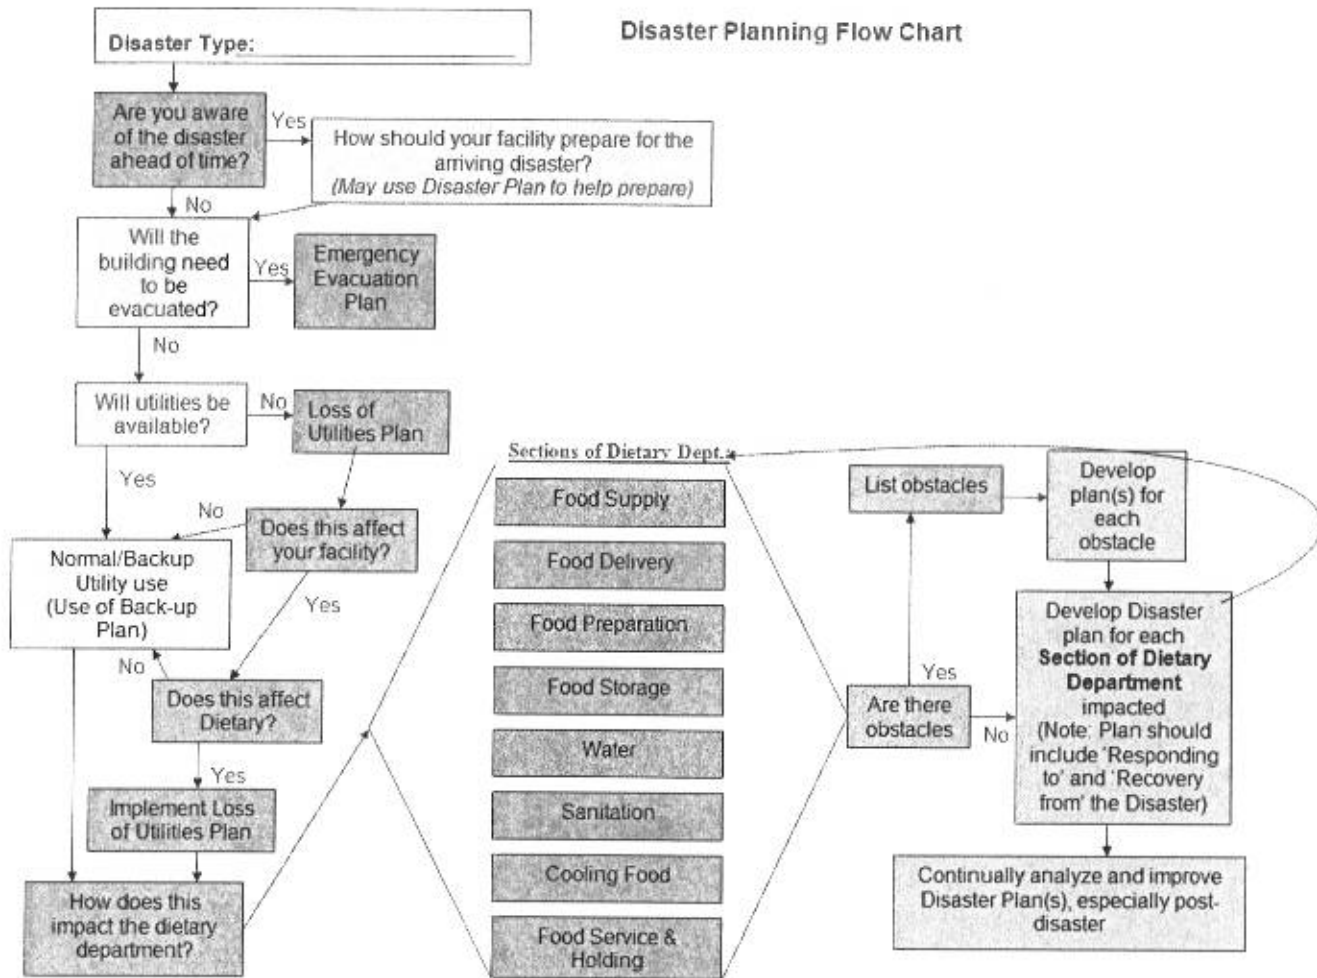 Disaster Planning Flow Chart
Disaster Type:
Are you aware
of the disaster
ahead of time?
Yes
How should your facility prepare for the
arriving disaster?
(May use Disaster Plan to help prepare)
No
Will the
building need
to be
evacuated?
Yes
Emergency
Evacuation
Plan
No
Will utilities be
available?
No
Loss of
Utilities Plan
Yes
No
Does this affect
your facility?
Normal/Backup
Utility use
(Use of Back-up
Plan)
Yes
No
Does this affect
Dietary?
Yes
Implement Loss
of Utilities Plan
How does this
impact the dietary
department?
Sections of Dietary Dept.:
Food Supply
Food Delivery
Food Preparation
Food Storage
Water
Sanitation
Cooling Food
Food Service &
Holding
Are there
obstacles
Yes
List obstacles
Develop
plan(s) for
each
obstacle
No
Develop Disaster
plan for each
Section of Dietary
Department
impacted
(Note: Plan should
include 'Responding
to' and 'Recovery
from' the Disaster)
Continually analyze and improve
Disaster Plan(s), especially post-
disaster